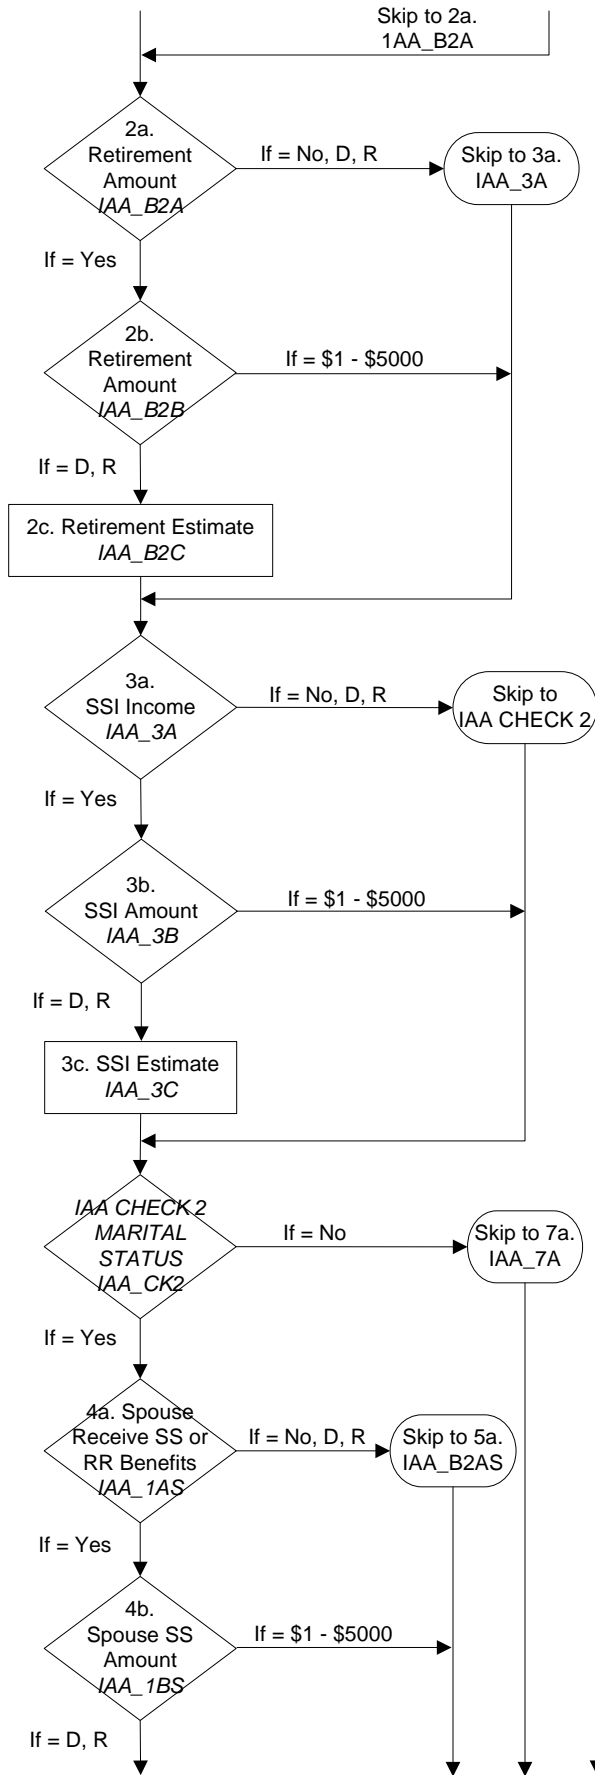 Skip to 2a.
1AA_B2A
2a.
Retirement
Amount
IAA_B2A
If = No, D, R
Skip to 3a.
IAA_3A
If = Yes
2b.
Retirement
Amount
IAA_B2B
If = $1 - $5000
If = D, R
2c. Retirement Estimate
IAA_B2C
3a.
SSI Income
IAA_3A
If = No, D, R
Skip to
IAA CHECK 2
If = Yes
3b.
SSI Amount
IAA_3B
If = $1 - $5000
If = D, R
3c. SSI Estimate
IAA_3C
IAA CHECK 2
MARITAL
STATUS
IAA_CK2
If = No
Skip to 7a.
IAA_7A
If = Yes
4a. Spouse
Receive SS or
RR Benefits
IAA_1AS
If = No, D, R
Skip to 5a.
IAA_B2AS
If = Yes
4b.
Spouse SS
Amount
IAA_1BS
If = $1 - $5000
If = D, R